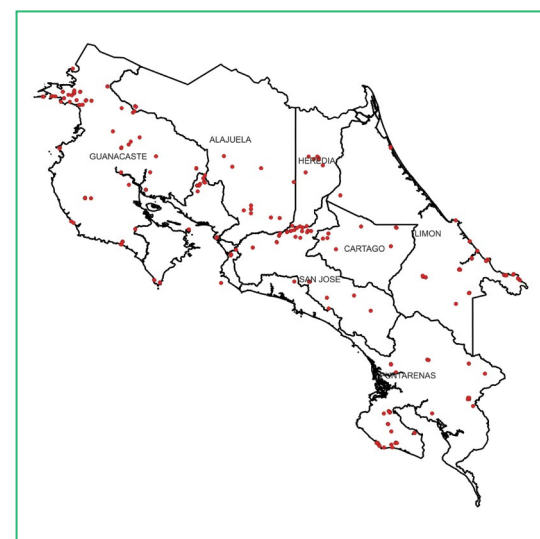 ALAJUELA
GUANACASTE
HEREDIA
LIMON
CARTAGO
SAN JOSE
PUNTARENAS